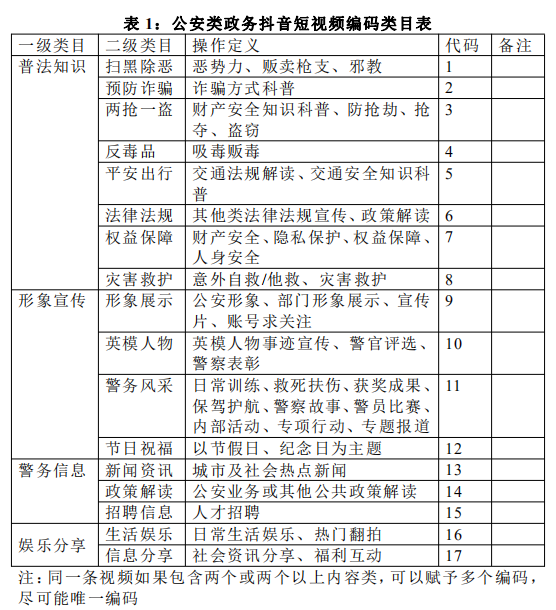 表 1：公安类政务抖音短视频编码类目表
一级类目 二级类目 操作定义 代码 备注
普法知识 扫黑除恶 恶势力、贩卖枪支、邪教 1
预防诈骗 诈骗方式科普 2
两抢一盗 财产安全知识科普、防抢劫、抢 3
夺、盗窃
反毒品 吸毒贩毒 4
平安出行 交通法规解读、交通安全知识科 5
普
法律法规 其他类法律法规宣传、政策解读 6
权益保障 财产安全、隐私保护、权益保障、 7
人身安全
灾害救护 意外自救/他救、灾害救护 8
形象宣传 形象展示 公安形象、部门形象展示、宣传 9
片、账号求关注
英模人物 英模人物事迹宣传、警官评选、 10
警察表彰
警务风采 日常训练、救死扶伤、获奖成果、 11
保驾护航、警察故事、警员比赛、
内部活动、专项行动、专题报道
节日祝福 以节假日、纪念日为主题 12
警务信息 新闻资讯 城市及社会热点新闻 13
政策解读 公安业务或其他公共政策解读 14
招聘信息 人才招聘 15
娱乐分享 生活娱乐 日常生活娱乐、热门翻拍 16
信息分享 社会资讯分享、福利互动 17
注：同一条视频如果包含两个或两个以上内容类，可以赋予多个编码，
尽可能唯一编码